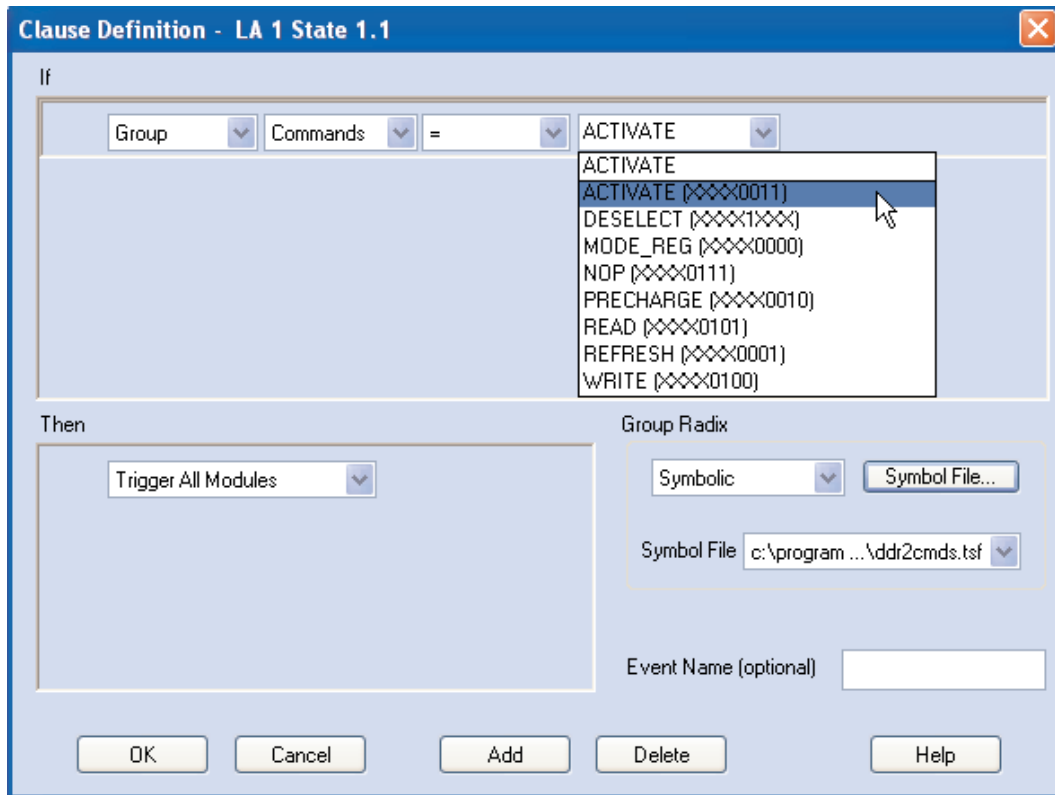 Clause Definition - LA 1 State 1.1
If
Group Commands = ACTIVATE
ACTIVATE
ACTIVATE (XXXX0011)
DESELECT (XXXX1XXX)
MODE_REG (XXXX0000)
NOP (XXXX0111)
PRECHARGE (XXXX0010)
READ (XXXX0101)
REFRESH (XXXX0001)
WRITE (XXXX0100)
Then
Trigger All Modules
Group Radix
Symbolic Symbol File...
Symbol File c:\program ...\ddr2cmds.tsf
Event Name (optional)
OK Cancel Add Delete Help